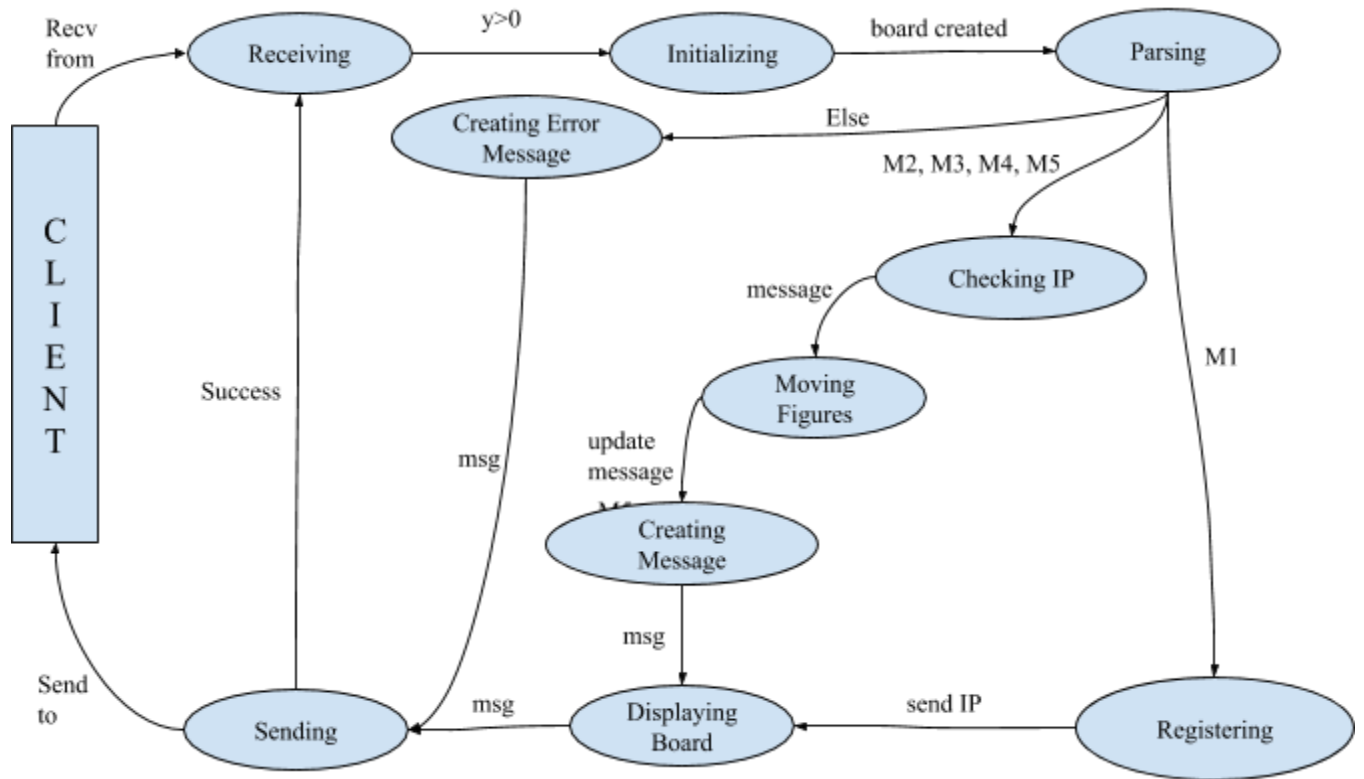 Recv
from
Receiving
y>0
Initializing
board created
Parsing
Creating Error
Message
Else
M2, M3, M4, M5
C
L
I
E
N
T
Checking IP
message
M1
Moving
Figures
Success
update
message
msg
Creating
Message
msg
Send
to
Sending
msg
Displaying
Board
send IP
Registering